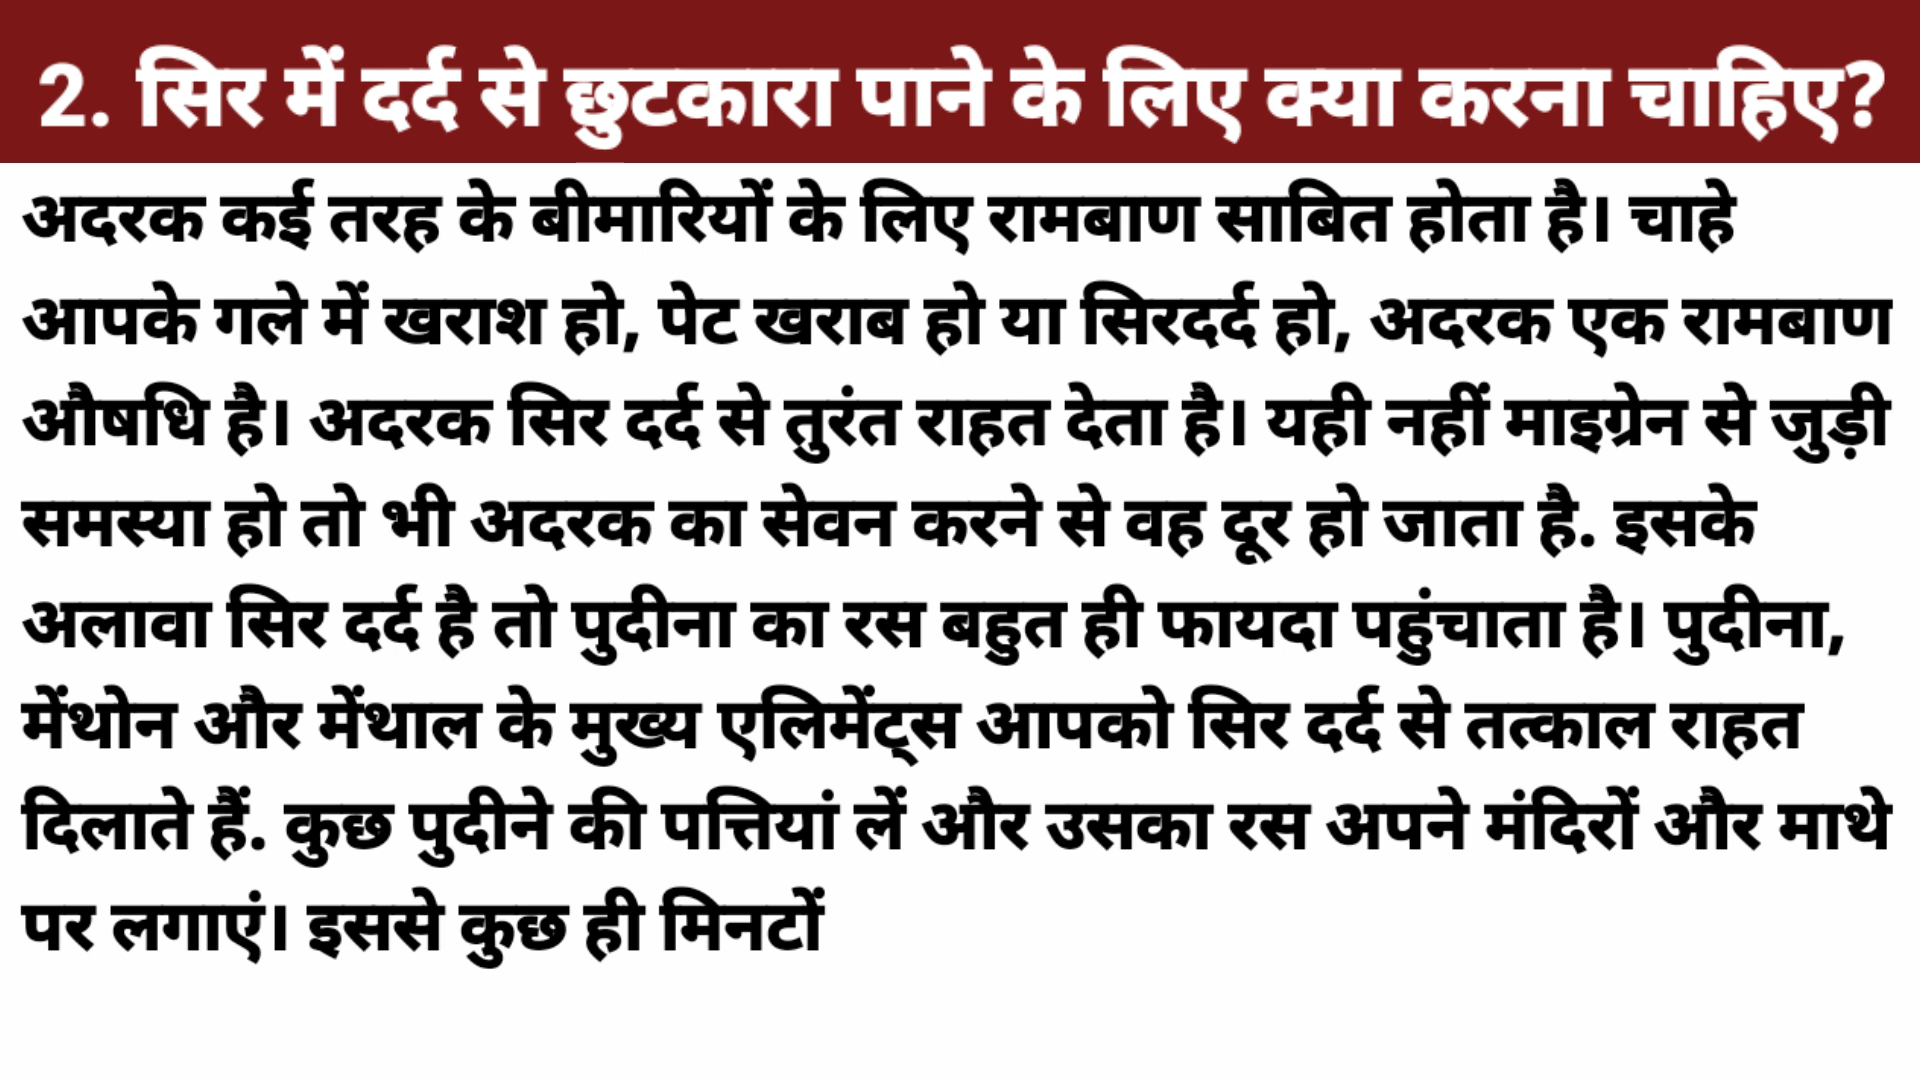 2. सिर में दर्द से छुटकारा पाने के लिए क्या करना चाहिए?
अदरक कई तरह के बीमारियों के लिए रामबाण साबित होता है। चाहे
आपके गले में खराश हो, पेट खराब हो या सिरदर्द हो, अदरक एक रामबाण
औषधि है। अदरक सिर दर्द से तुरंत राहत देता है। यही नहीं माइग्रेन से जुड़ी
समस्या हो तो भी अदरक का सेवन करने से वह दूर हो जाता है. इसके
अलावा सिर दर्द है तो पुदीना का रस बहुत ही फायदा पहुंचाता है। पुदीना,
मेंथोन और मेंथाल के मुख्य एलिमेंट्स आपको सिर दर्द से तत्काल राहत
दिलाते हैं. कुछ पुदीने की पत्तियां लें और उसका रस अपने मंदिरों और माथे
पर लगाएं। इससे कुछ ही मिनटों